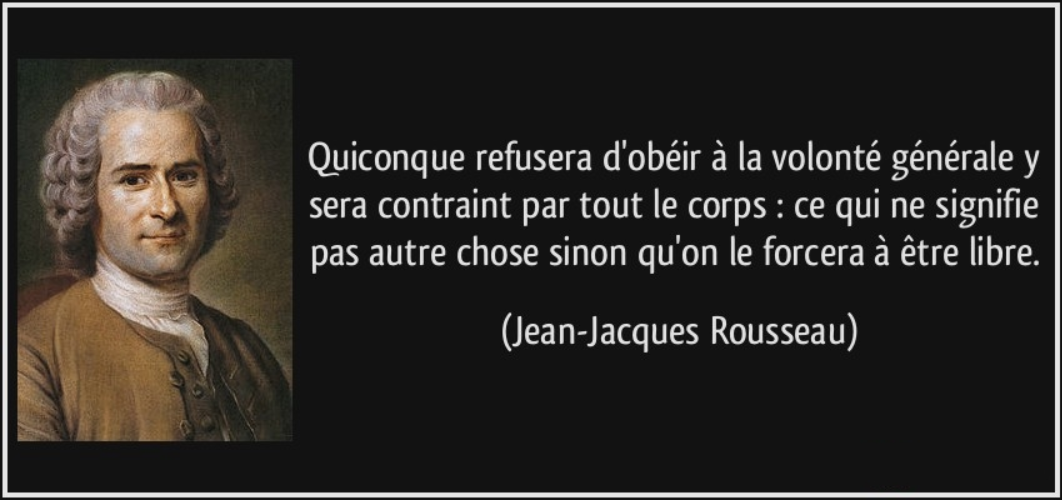 Quiconque refusera d'obéir à la volonté générale y
sera contraint par tout le corps : ce qui ne signifie
pas autre chose sinon qu'on le forcera à être libre.
(Jean-Jacques Rousseau)